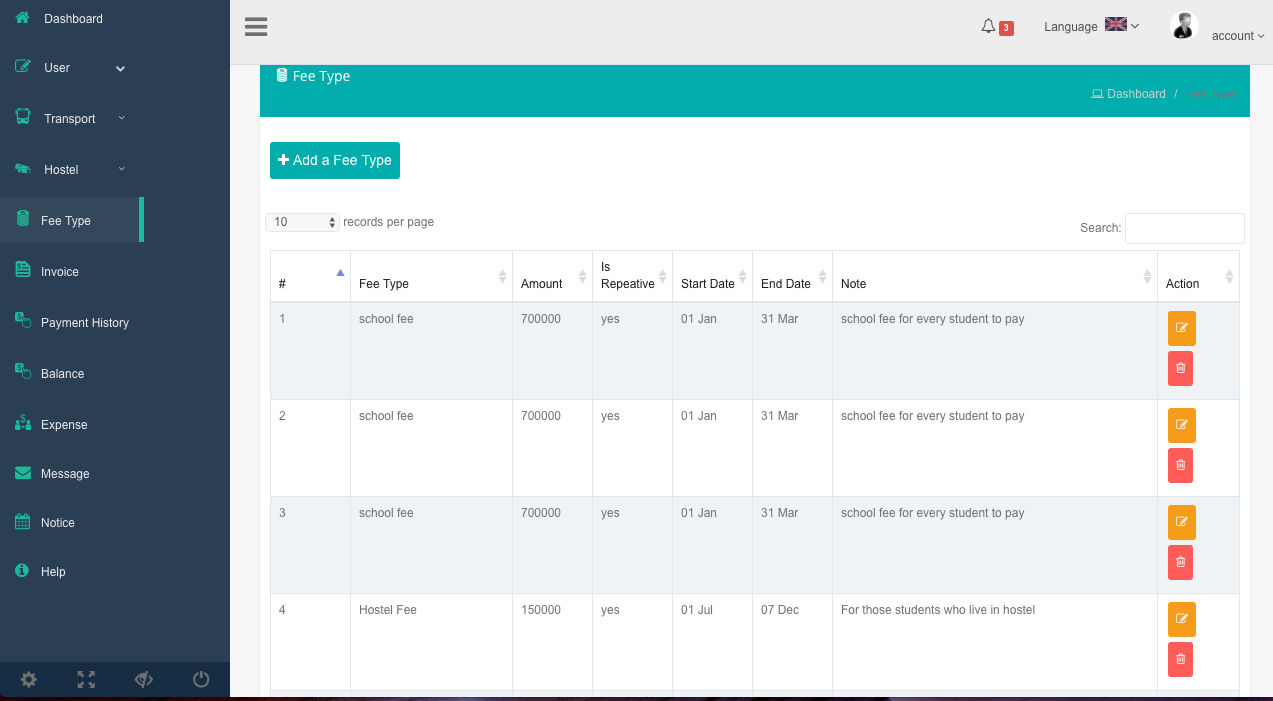 Dashboard
User
Transport
Hostel
Fee Type
Invoice
Payment History
Balance
Expense
Message
Notice
Help
3
Language
account
Fee Type
Dashboard /
Add a Fee Type
10 records per page
Search:
# Fee Type Amount Is Repeative Start Date End Date Note Action
1 school fee 700000 yes 01 Jan 31 Mar school fee for every student to pay
2 school fee 700000 yes 01 Jan 31 Mar school fee for every student to pay
3 school fee 700000 yes 01 Jan 31 Mar school fee for every student to pay
4 Hostel Fee 150000 yes 01 Jul 07 Dec For those students who live in hostel